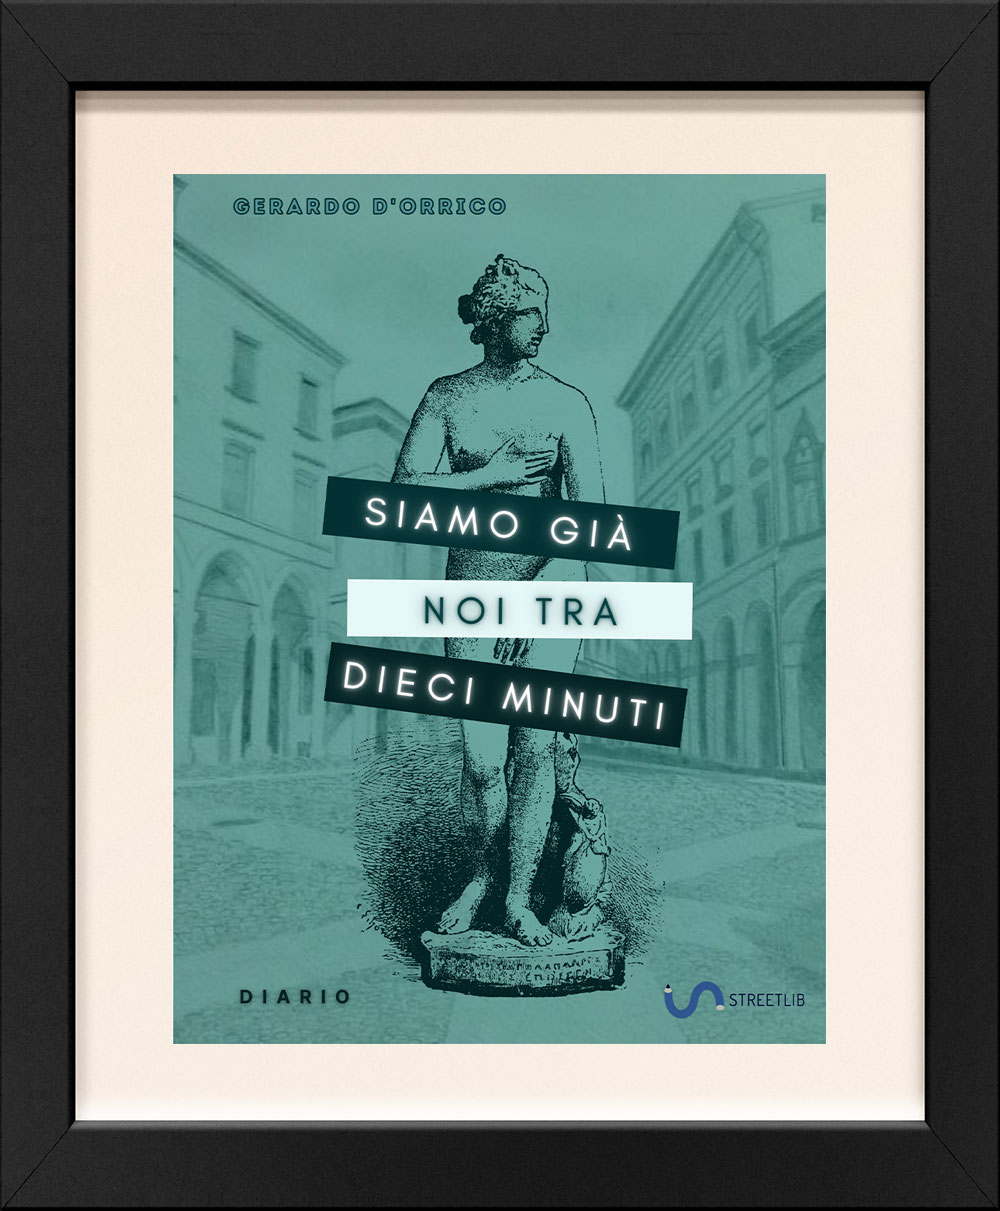 GERARDO D'ORRICO
SIAMO GIÀ
NOI TRA
DIECI MINUTI
DIARIO
STREETLIB